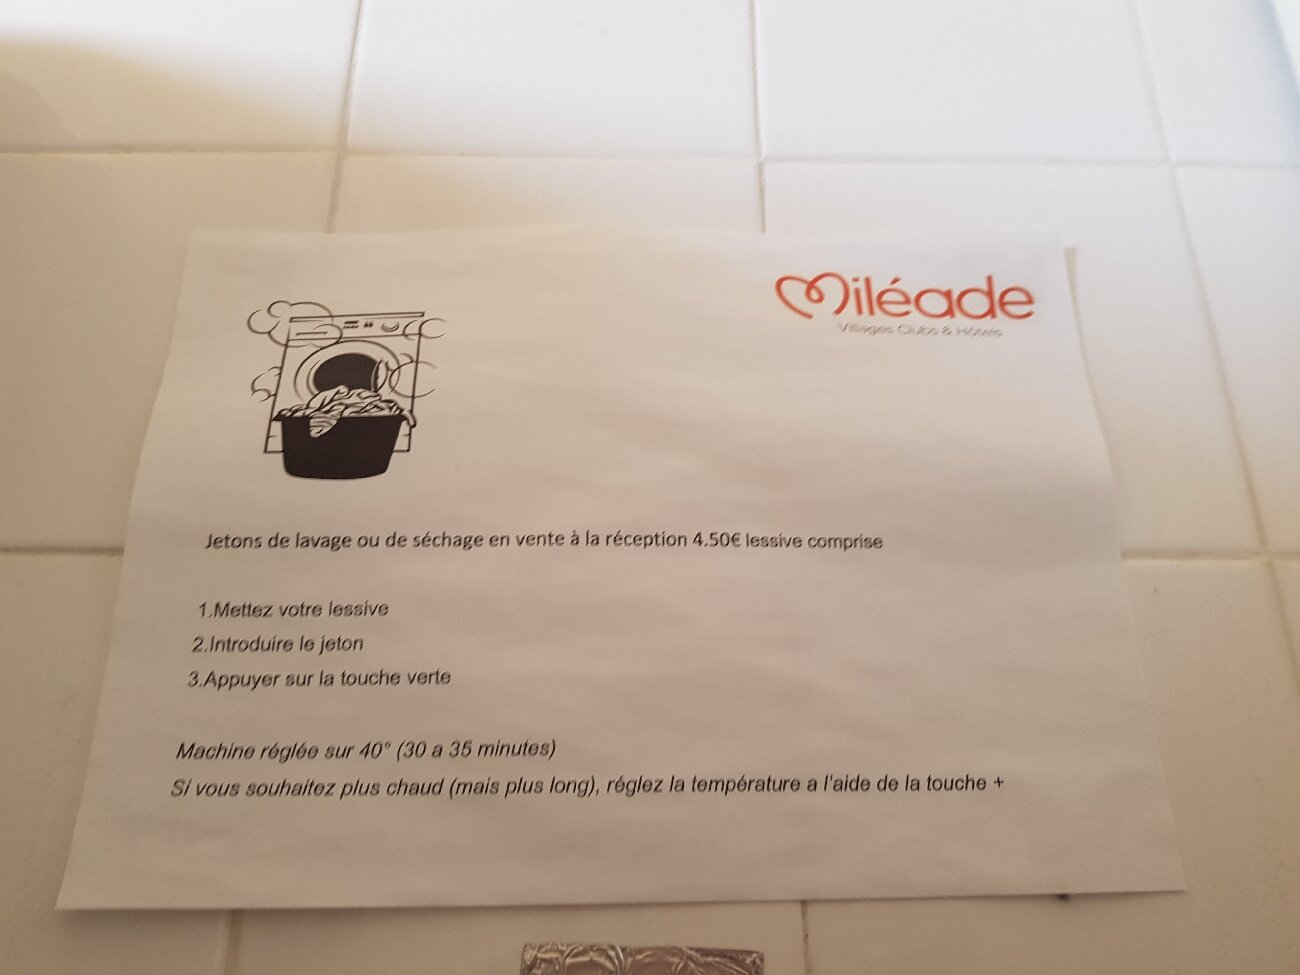 Miléade
Villages Clubs & Hôtels
Jetons de lavage ou de séchage en vente à la réception 4.50€ lessive comprise
1.Mettez votre lessive
2.Introduire le jeton
3.Appuyer sur la touche verte
Machine réglée sur 40° (30 a 35 minutes)
Si vous souhaitez plus chaud (mais plus long), réglez la température a l'aide de la touche +